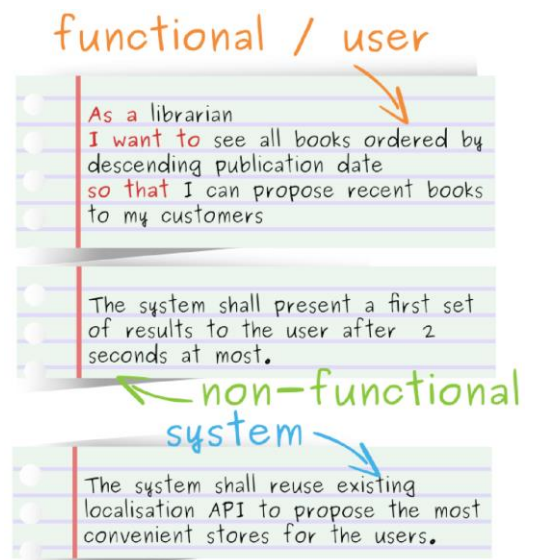 functional / user
As a librarian
I want to see all books ordered by
descending publication date
so that I can propose recent books
to my customers
The system shall present a first set
of results to the user after 2
seconds at most.
non-functional
system
The system shall reuse existing
localisation API to propose the most
convenient stores for the users.